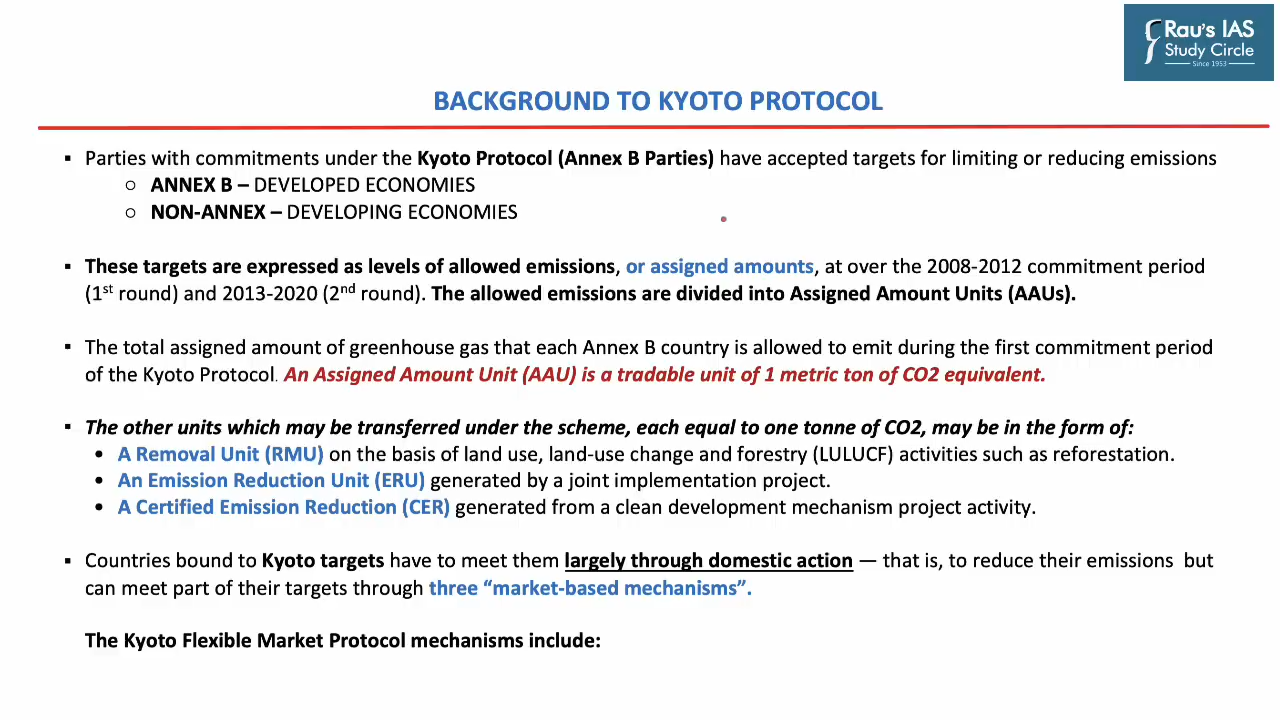 Rau's IAS
Study Circle
Since 1953
BACKGROUND TO KYOTO PROTOCOL
▪ Parties with commitments under the Kyoto Protocol (Annex B Parties) have accepted targets for limiting or reducing emissions
○ ANNEX B – DEVELOPED ECONOMIES
○ NON-ANNEX – DEVELOPING ECONOMIES
▪ These targets are expressed as levels of allowed emissions, or assigned amounts, at over the 2008-2012 commitment period
(1st round) and 2013-2020 (2nd round). The allowed emissions are divided into Assigned Amount Units (AAUs).
▪ The total assigned amount of greenhouse gas that each Annex B country is allowed to emit during the first commitment period
of the Kyoto Protocol. An Assigned Amount Unit (AAU) is a tradable unit of 1 metric ton of CO2 equivalent.
▪ The other units which may be transferred under the scheme, each equal to one tonne of CO2, may be in the form of:
• A Removal Unit (RMU) on the basis of land use, land-use change and forestry (LULUCF) activities such as reforestation.
• An Emission Reduction Unit (ERU) generated by a joint implementation project.
• A Certified Emission Reduction (CER) generated from a clean development mechanism project activity.
▪ Countries bound to Kyoto targets have to meet them largely through domestic action — that is, to reduce their emissions but
can meet part of their targets through three “market-based mechanisms”.
The Kyoto Flexible Market Protocol mechanisms include: